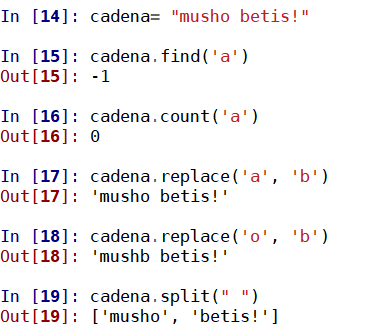 In [14]: cadena= "musho betis!"
In [15]: cadena.find('a')
Out[15]: -1
In [16]: cadena.count('a')
Out[16]: 0
In [17]: cadena.replace('a', 'b')
Out[17]: 'musho betis!'
In [18]: cadena.replace('o', 'b')
Out[18]: 'mushb betis!'
In [19]: cadena.split(" ")
Out[19]: ['musho', 'betis!']